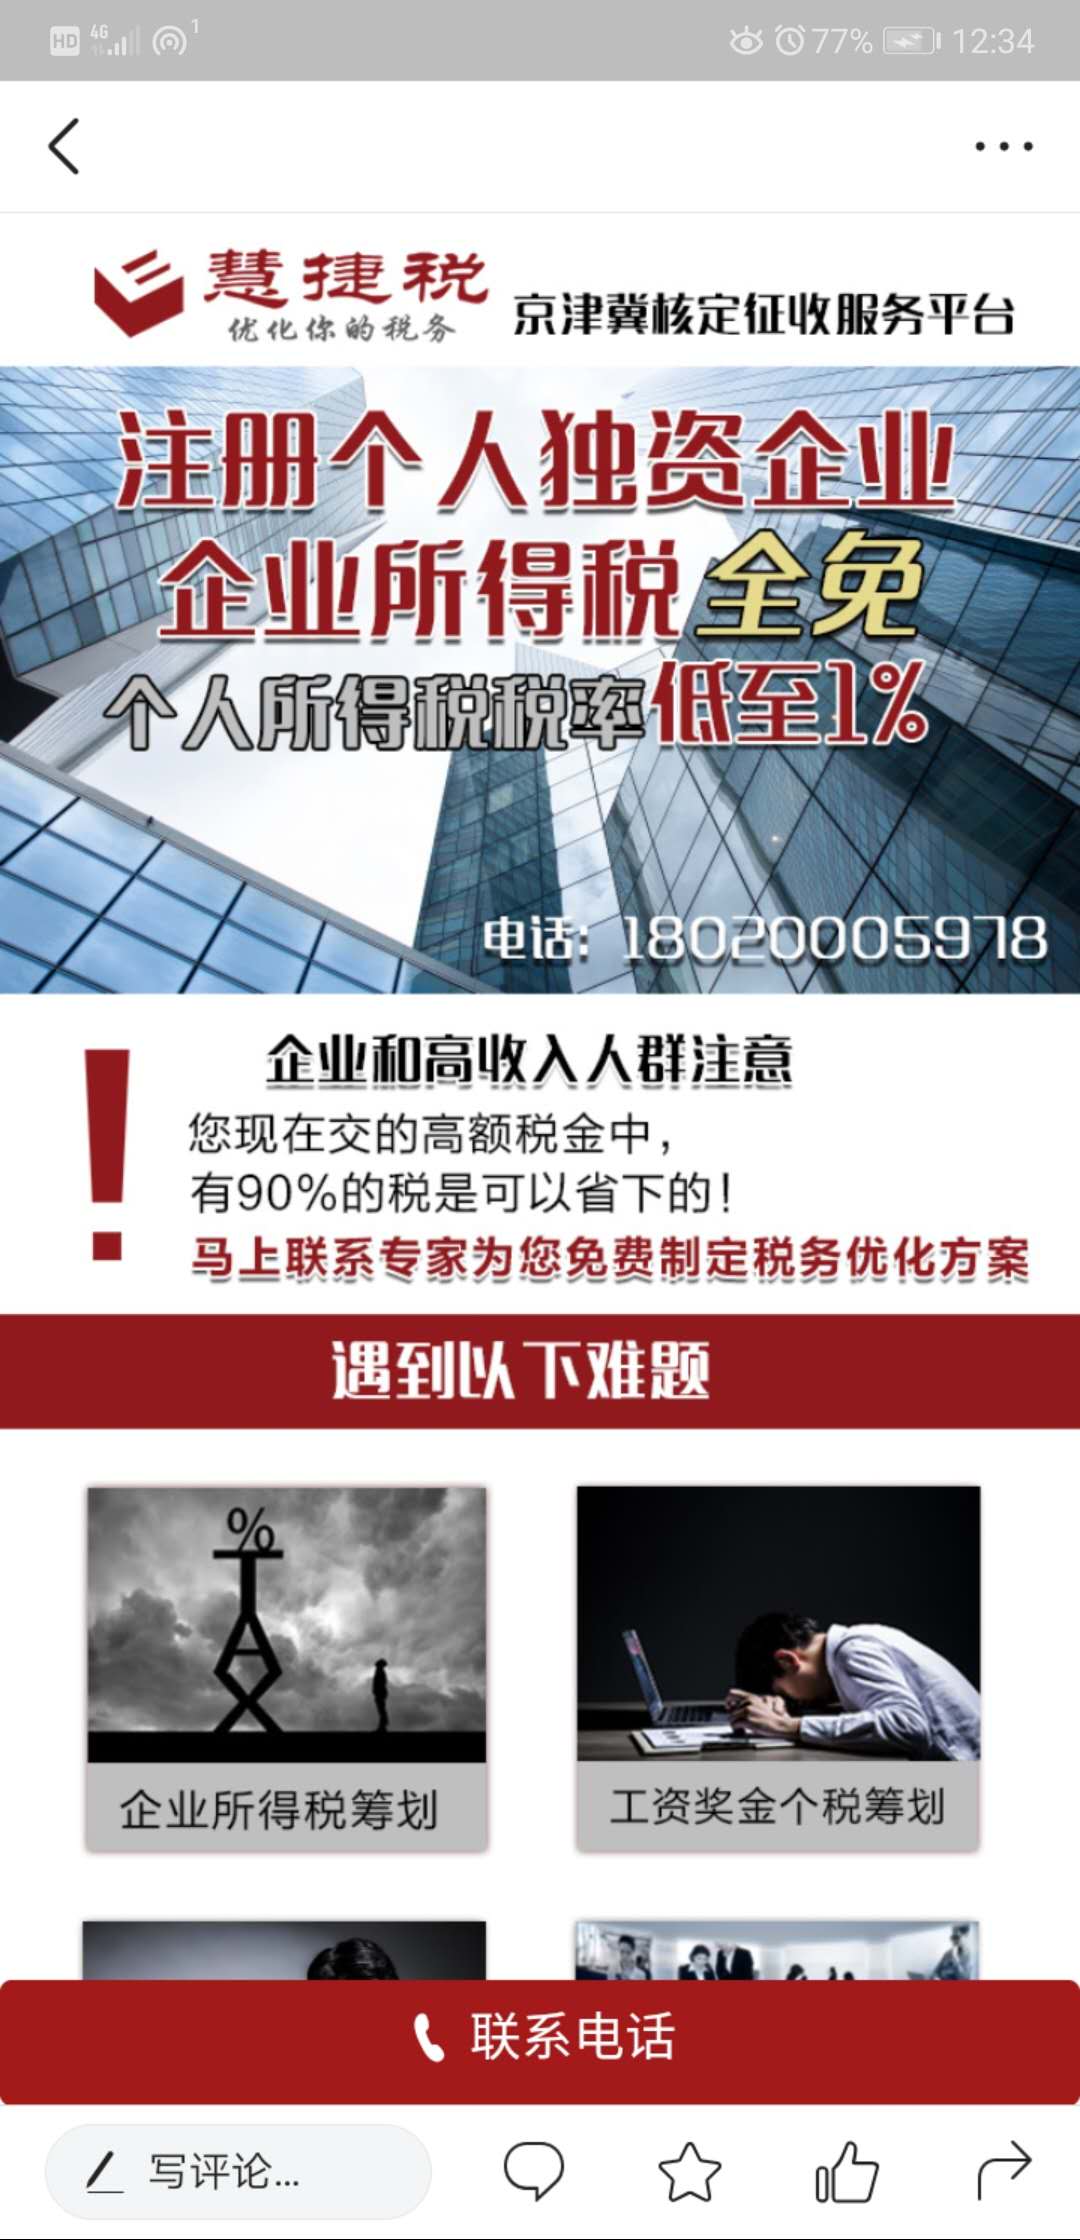 HD 4G 1 77% 12:34
慧捷税
优化你的税务
京津冀核定征收服务平台
注册个人独资企业
企业所得税全免
个人所得税税率低至1%
电话: 18020005978
企业和高收入人群注意
您现在交的高额税金中，
有90%的税是可以省下的！
马上联系专家为您免费制定税务优化方案
遇到以下难题
%
TAX
企业所得税筹划
工资奖金个税筹划
联系电话
写评论...